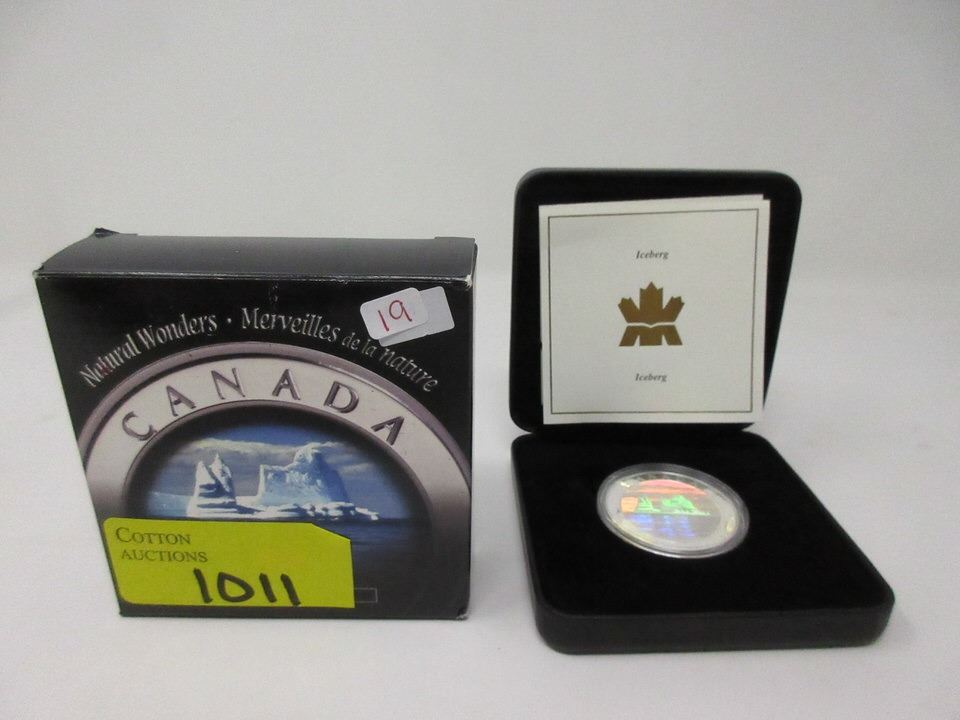 Natural Wonders • Merveilles de la nature
19
CANADA
COTTON
AUCTIONS
1011
Iceberg
Iceberg